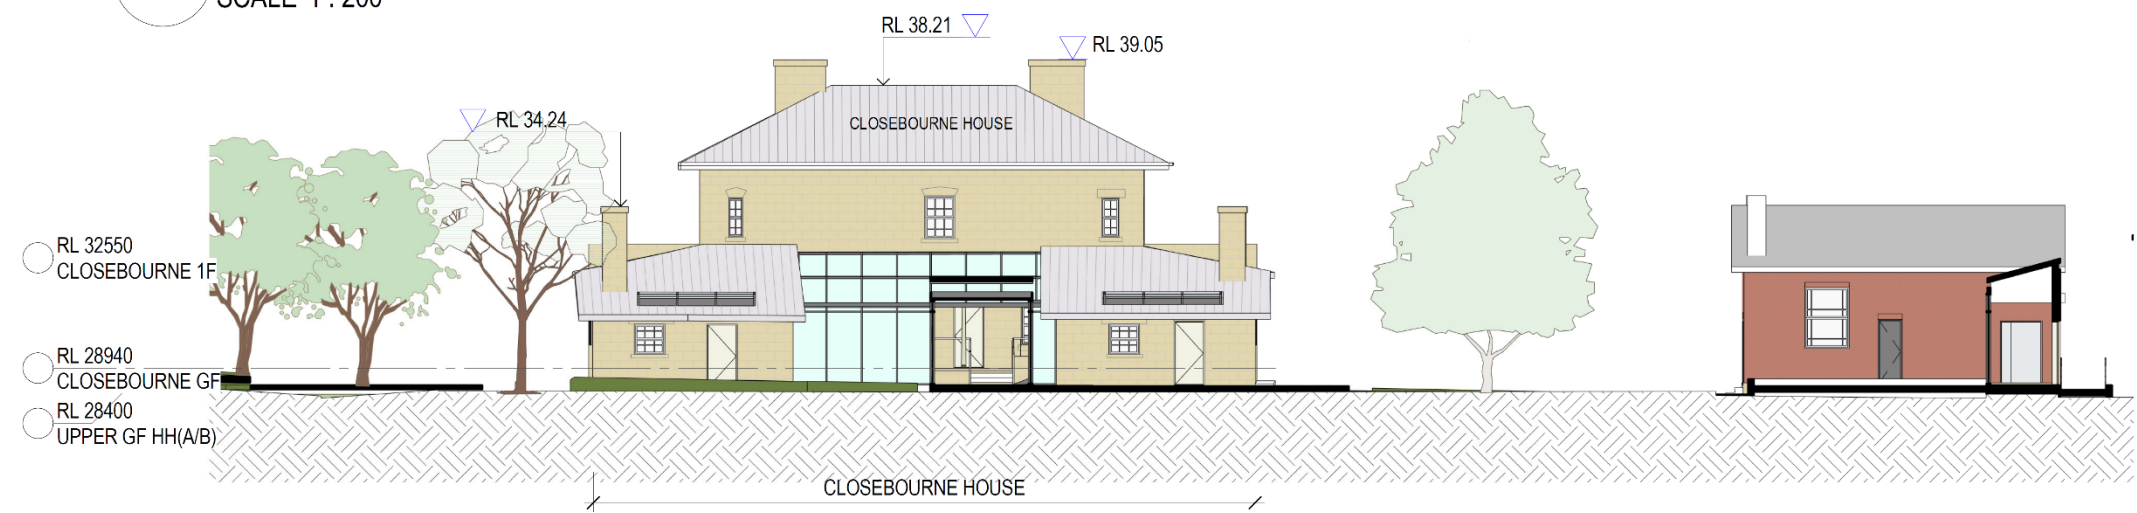 SCALE 1 : 200
RL 38.21
RL 39.05
RL 34.24
CLOSEBOURNE HOUSE
RL 32550
CLOSEBOURNE 1F
RL 28940
CLOSEBOURNE GF
RL 28400
UPPER GF HH(A/B)
CLOSEBOURNE HOUSE